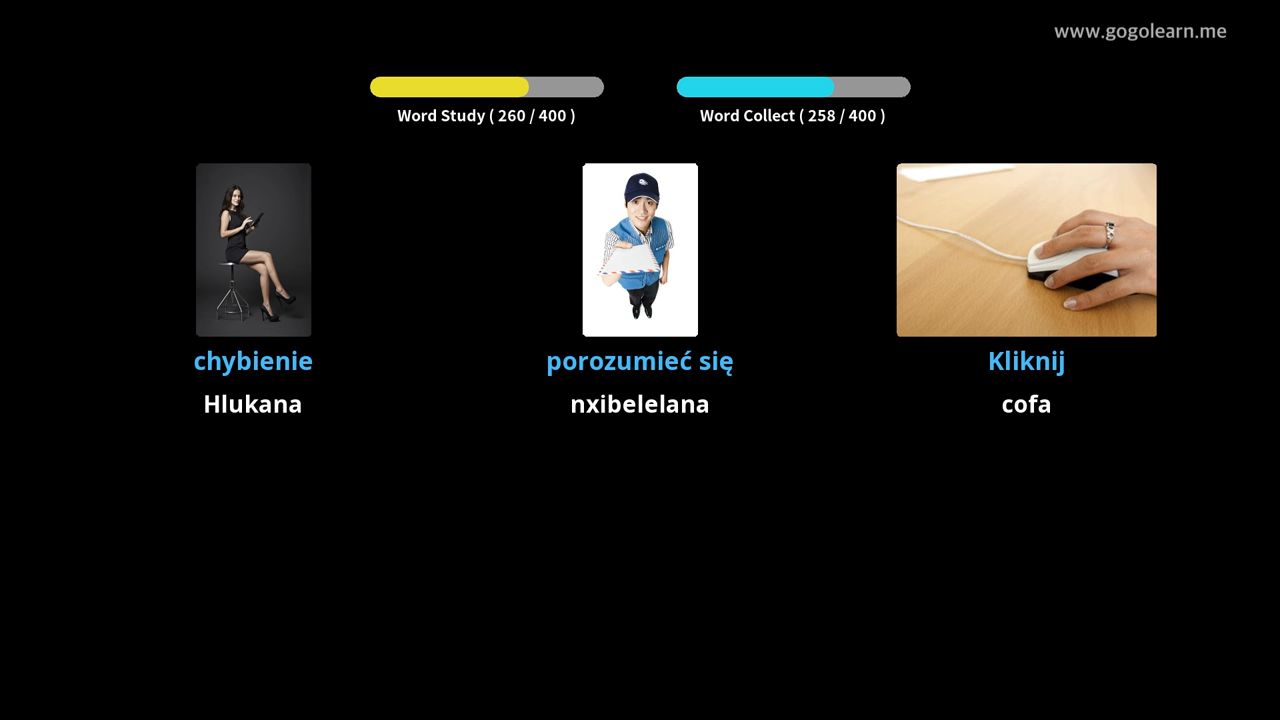 www.gogolearn.me
Word Study ( 260 / 400 )
Word Collect ( 258 / 400 )
chybienie
porozumieć się
Kliknij
Hlukana
nxibelelana
cofa